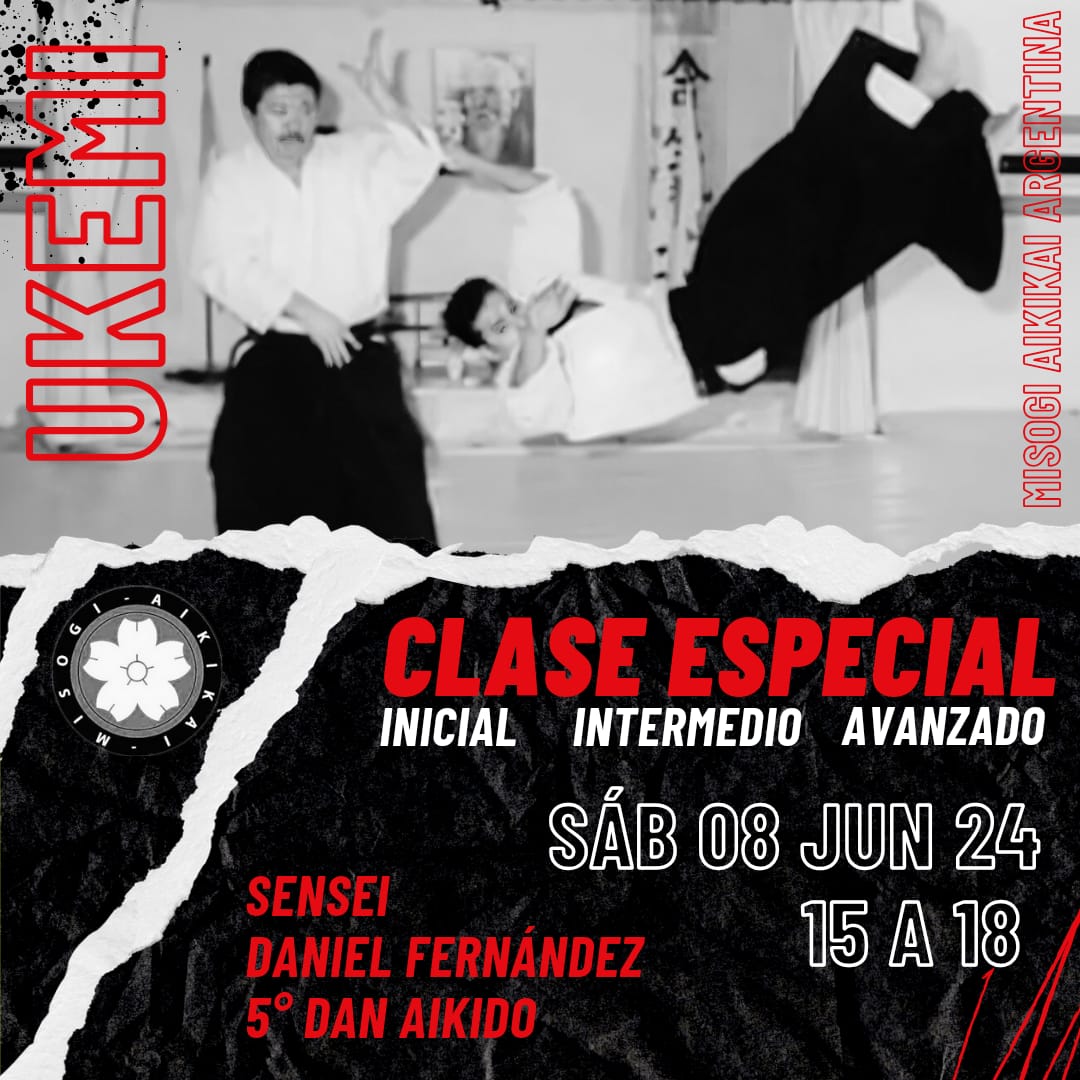 UKEMI
MISOGI AIKIKAI ARGENTINA
MISOGI-AIKIKAI-
CLASE ESPECIAL
INICIAL INTERMEDIO AVANZADO
SÁB 08 JUN 24
15 A 18
SENSEI
DANIEL FERNÁNDEZ
5° DAN AIKIDO